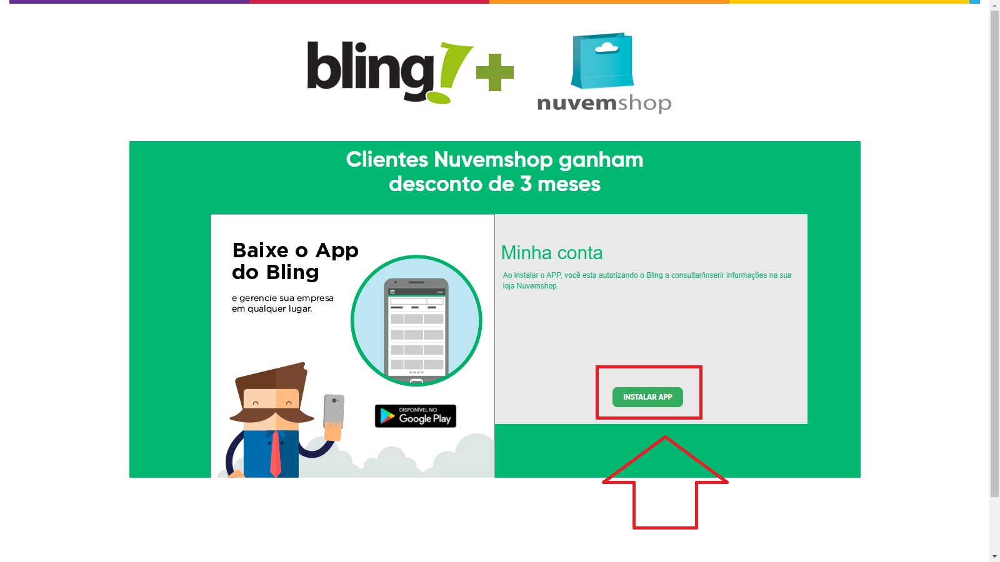 bling!
nuvemshop
Clientes Nuvemshop ganham
desconto de 3 meses
Baixe o App
do Bling
e gerencie sua empresa
em qualquer lugar.
DISPONÍVEL NO
Google Play
Minha conta
Ao instalar o APP, você esta autorizando o Bling a consultar/inserir informações na sua
loja Nuvemshop.
INSTALAR APP